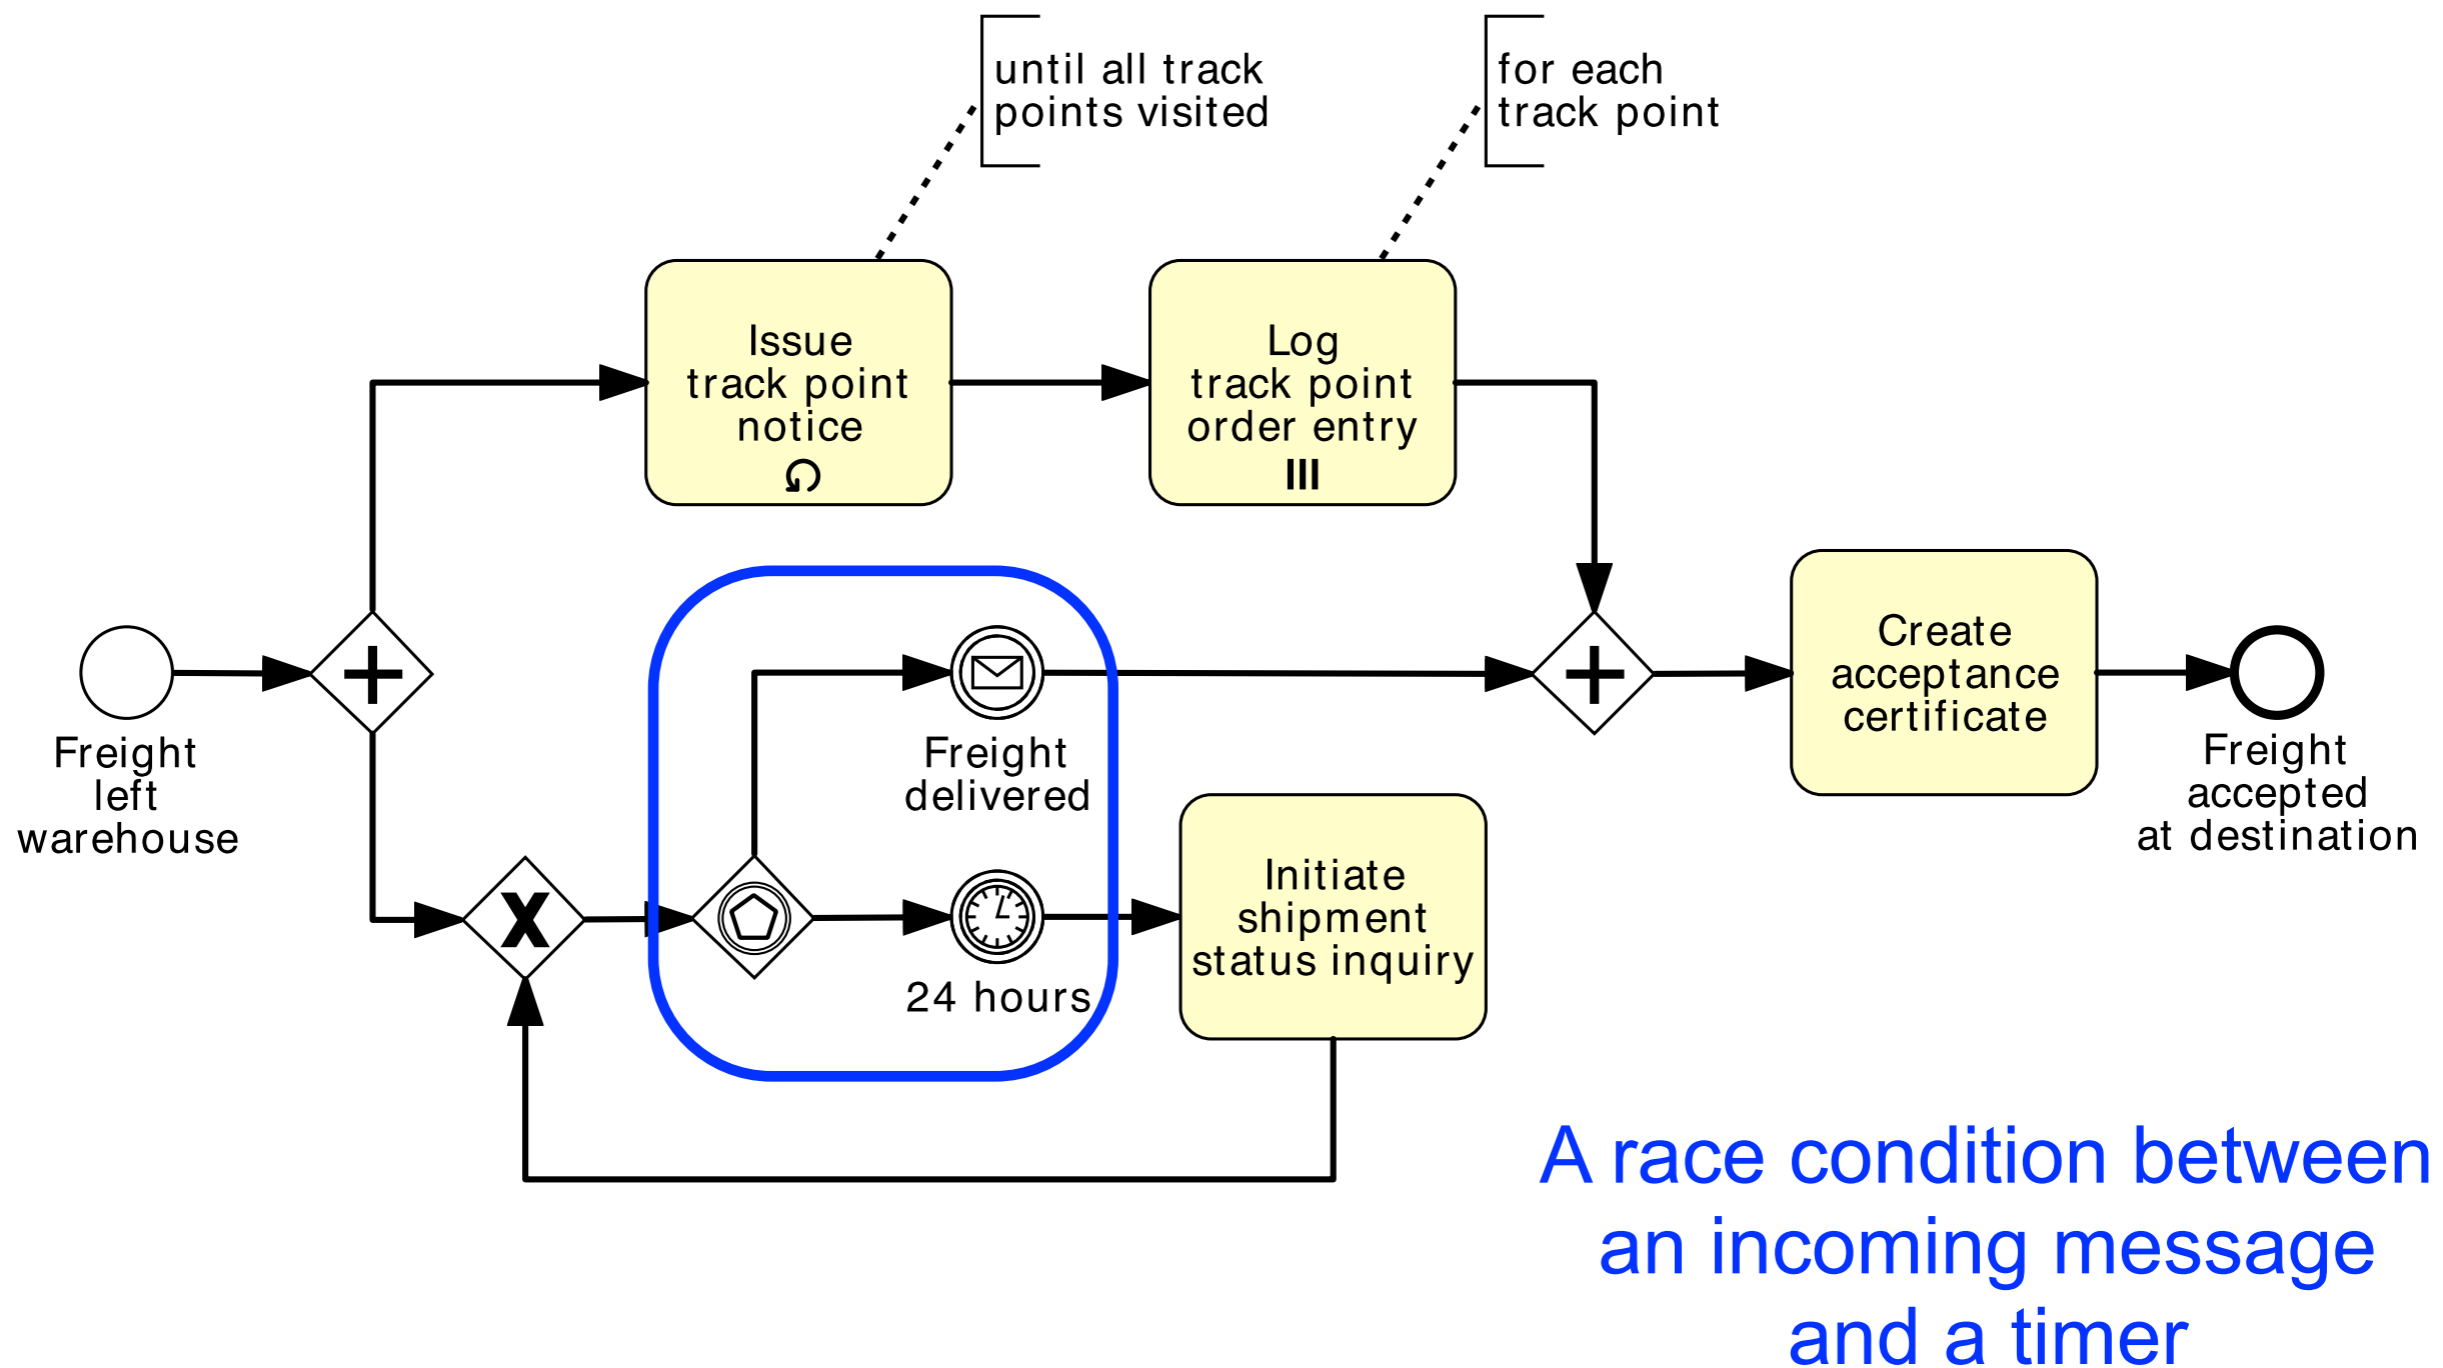 until all track
points visited
for each
track point
Issue
track point
notice
Log
track point
order entry
Freight
left
warehouse
Freight
delivered
24 hours
Initiate
shipment
status inquiry
Create
acceptance
certificate
Freight
accepted
at destination
A race condition between
an incoming message
and a timer